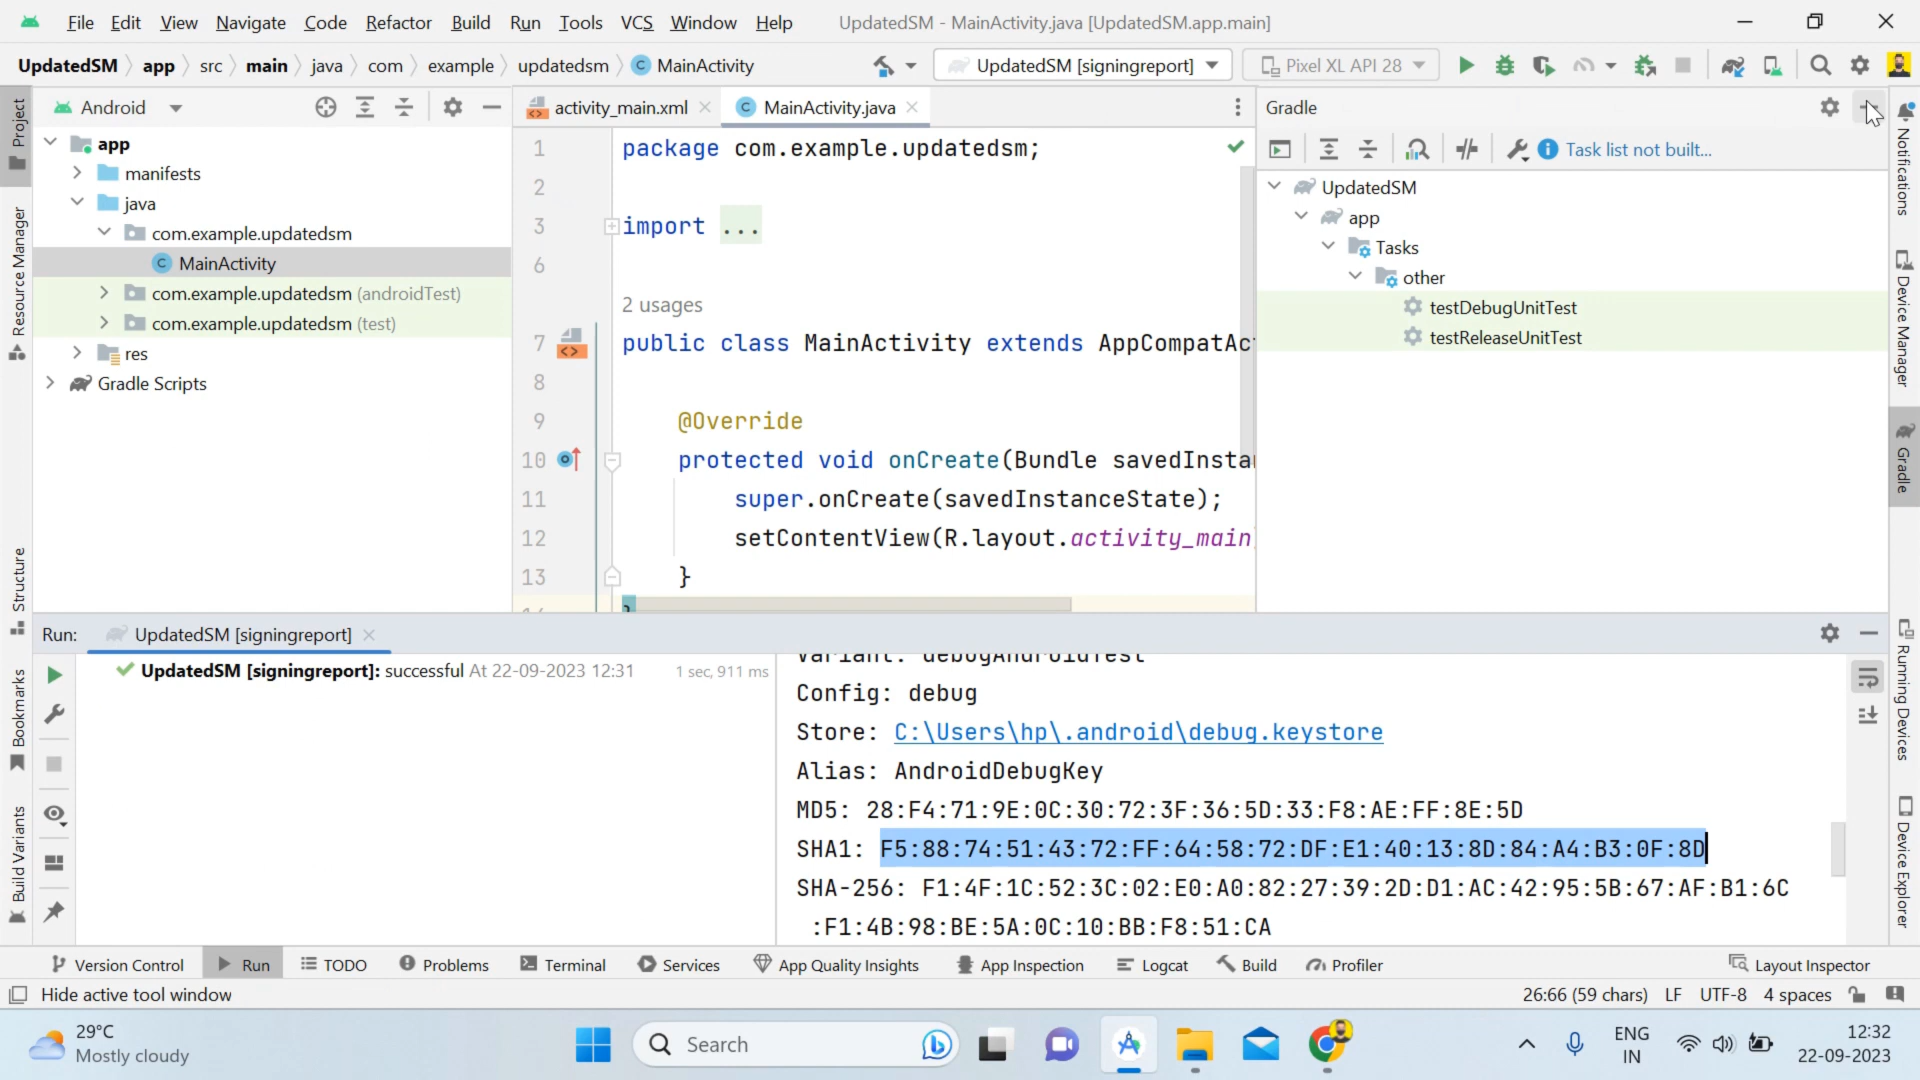 File Edit View Navigate Code Refactor Build Run Tools VCS Window Help UpdatedSM - MainActivity.java [UpdatedSM.app.main]
UpdatedSM app src main java com example updatedsm MainActivity UpdatedSM [signingreport] Pixel XL API 28
Project
Resource Manager
Structure
Bookmarks
Build Variants
Android
app
manifests
java
com.example.updatedsm
MainActivity
com.example.updatedsm (androidTest)
com.example.updatedsm (test)
res
Gradle Scripts
activity_main.xml MainActivity.java
1 package com.example.updatedsm;
2
3 import ...
6
2 usages
7 public class MainActivity extends AppCompatAc
8
9 @Override
10 protected void onCreate(Bundle savedInsta
11 super.onCreate(savedInstanceState);
12 setContentView(R.layout.activity_main
13 }
Gradle
Task list not built...
UpdatedSM
app
Tasks
other
testDebugUnitTest
testReleaseUnitTest
Notifications
Device Manager
Gradle
Running Devices
Device Explorer
Run: UpdatedSM [signingreport]
UpdatedSM [signingreport]: successful At 22-09-2023 12:31 1 sec, 911 ms
Variant: debugAndroidTest
Config: debug
Store: C:\Users\hp\.android\debug.keystore
Alias: AndroidDebugKey
MD5: 28:F4:71:9E:0C:30:72:3F:36:5D:33:F8:AE:FF:8E:5D
SHA1: F5:88:74:51:43:72:FF:64:58:72:DF:E1:40:13:8D:84:A4:B3:0F:8D
SHA-256: F1:4F:1C:52:3C:02:E0:A0:82:27:39:2D:D1:AC:42:95:5B:67:AF:B1:6C
:F1:4B:98:BE:5A:0C:10:BB:F8:51:CA
Version Control Run TODO Problems Terminal Services App Quality Insights App Inspection Logcat Build Profiler Layout Inspector
Hide active tool window 26:66 (59 chars) LF UTF-8 4 spaces
29°C
Mostly cloudy
Search
ENG
IN
12:32
22-09-2023